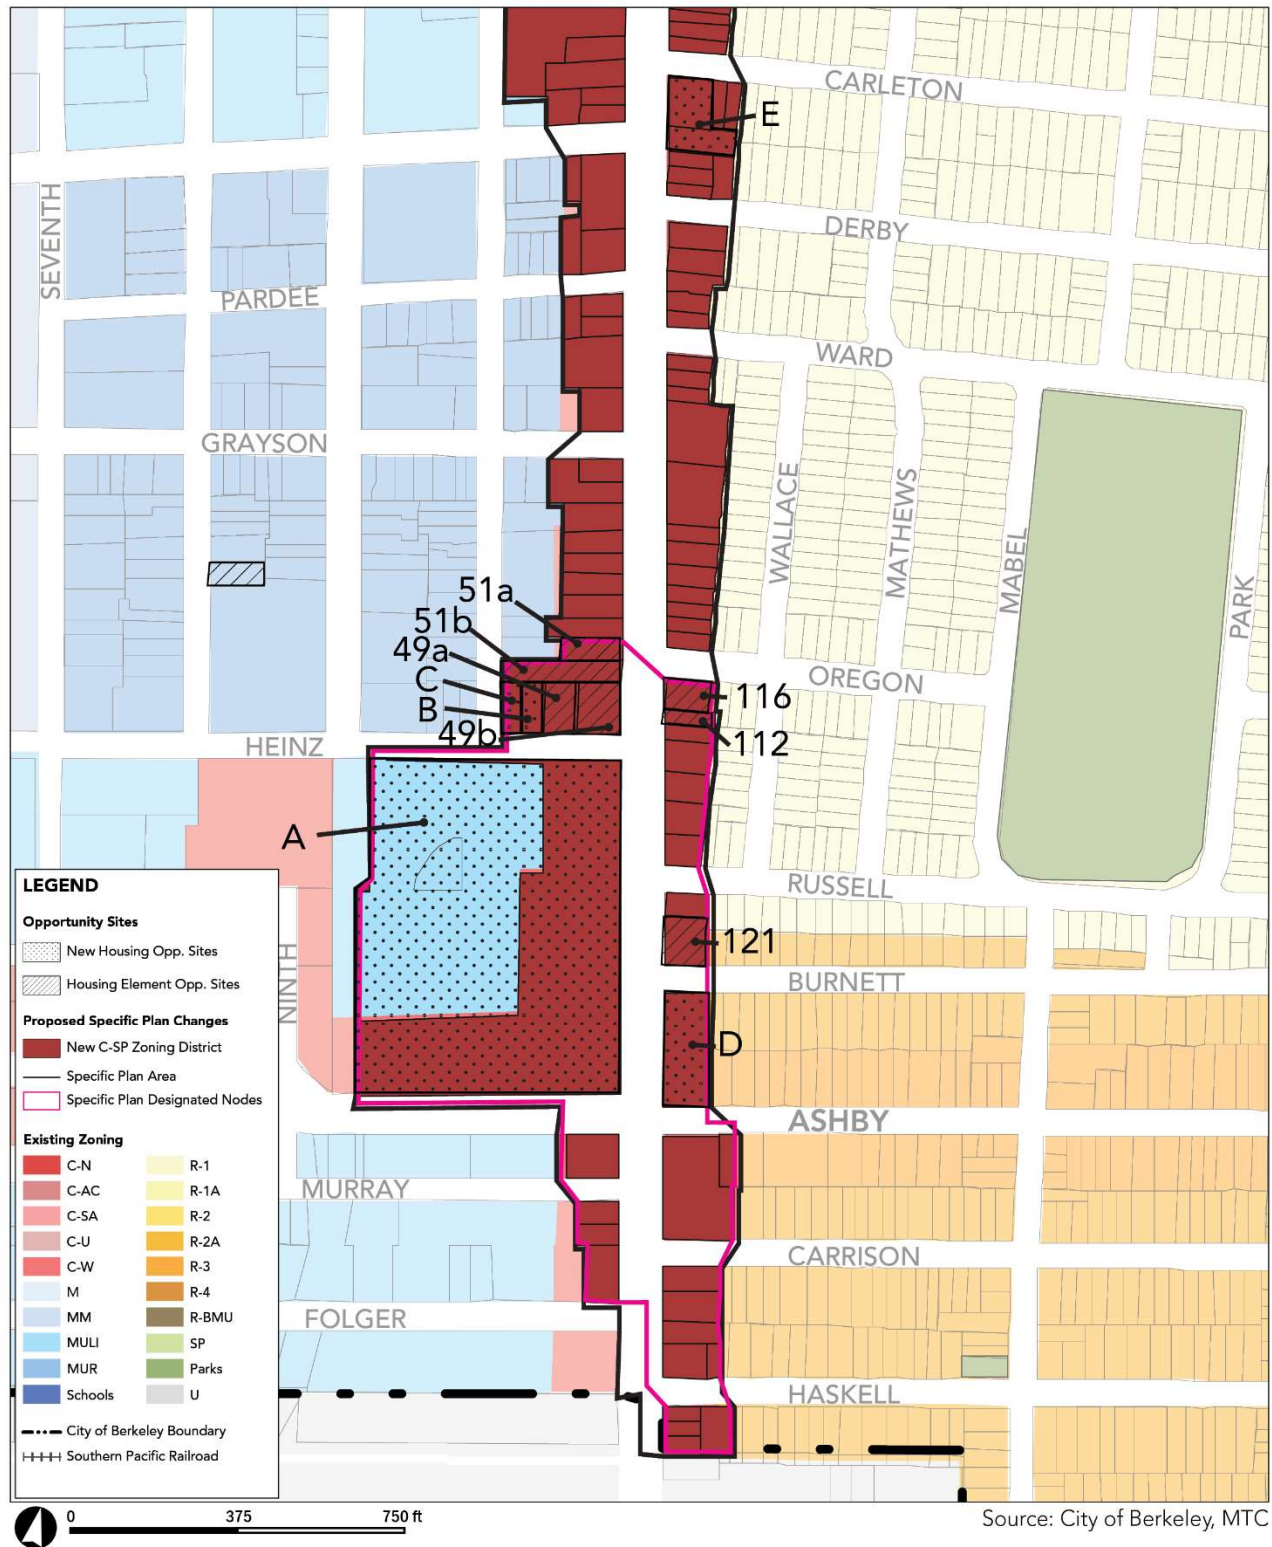 CARLETON
E
SEVENTH
DERBY
PARDEE
WARD
GRAYSON
WALLACE
MATHEWS
MABEL
PARK
51a
51b
49a
C
B
49b
OREGON
116
112
HEINZ
A
RUSSELL
121
BURNETT
NINTH
D
ASHBY
MURRAY
CARRISON
FOLGER
HASKELL
LEGEND
Opportunity Sites
New Housing Opp. Sites
Housing Element Opp. Sites
Proposed Specific Plan Changes
New C-SP Zoning District
Specific Plan Area
Specific Plan Designated Nodes
Existing Zoning
C-N
C-AC
C-SA
C-U
C-W
M
MM
MULI
MUR
Schools
R-1
R-1A
R-2
R-2A
R-3
R-4
R-BMU
SP
Parks
U
City of Berkeley Boundary
Southern Pacific Railroad
0 375 750 ft
Source: City of Berkeley, MTC